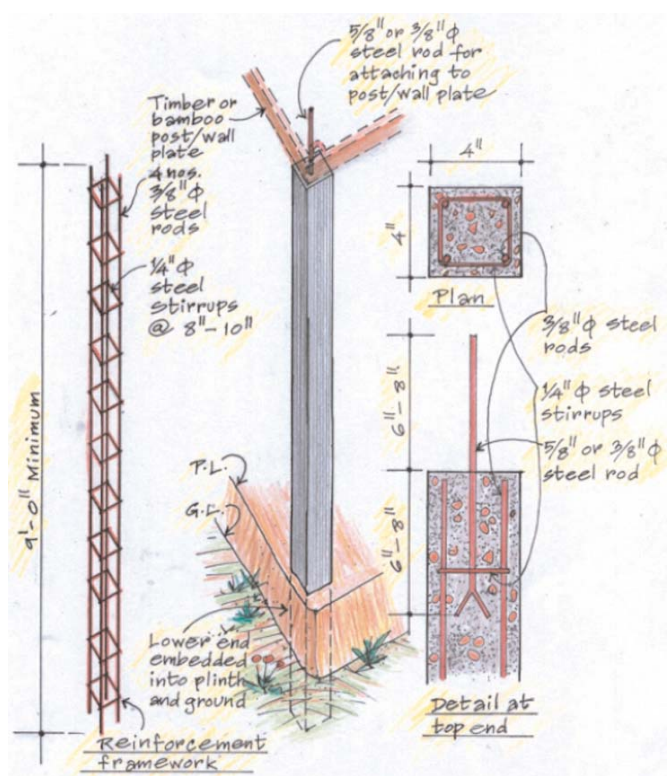 5/8" or 3/8" ф
steel rod for
attaching to
post/wall plate
Timber or
bamboo
post/wall
plate
4 nos.
3/8" ф
steel
rods
1/4" ф
steel
stirrups
@ 8"-10"
9'-0" Minimum
P.L.
G.L.
Lower end
embedded
into plinth
and ground
Reinforcement
framework
4"
4"
Plan
3/8" ф steel
rods
1/4" ф steel
stirrups
5/8" or 3/8" ф
steel rod
6"-8"
6"-8"
Detail at
top end